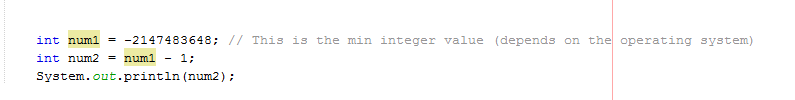 int num1 = -2147483648; // This is the min integer value (depends on the operating system)
int num2 = num1 - 1;
System.out.println(num2);